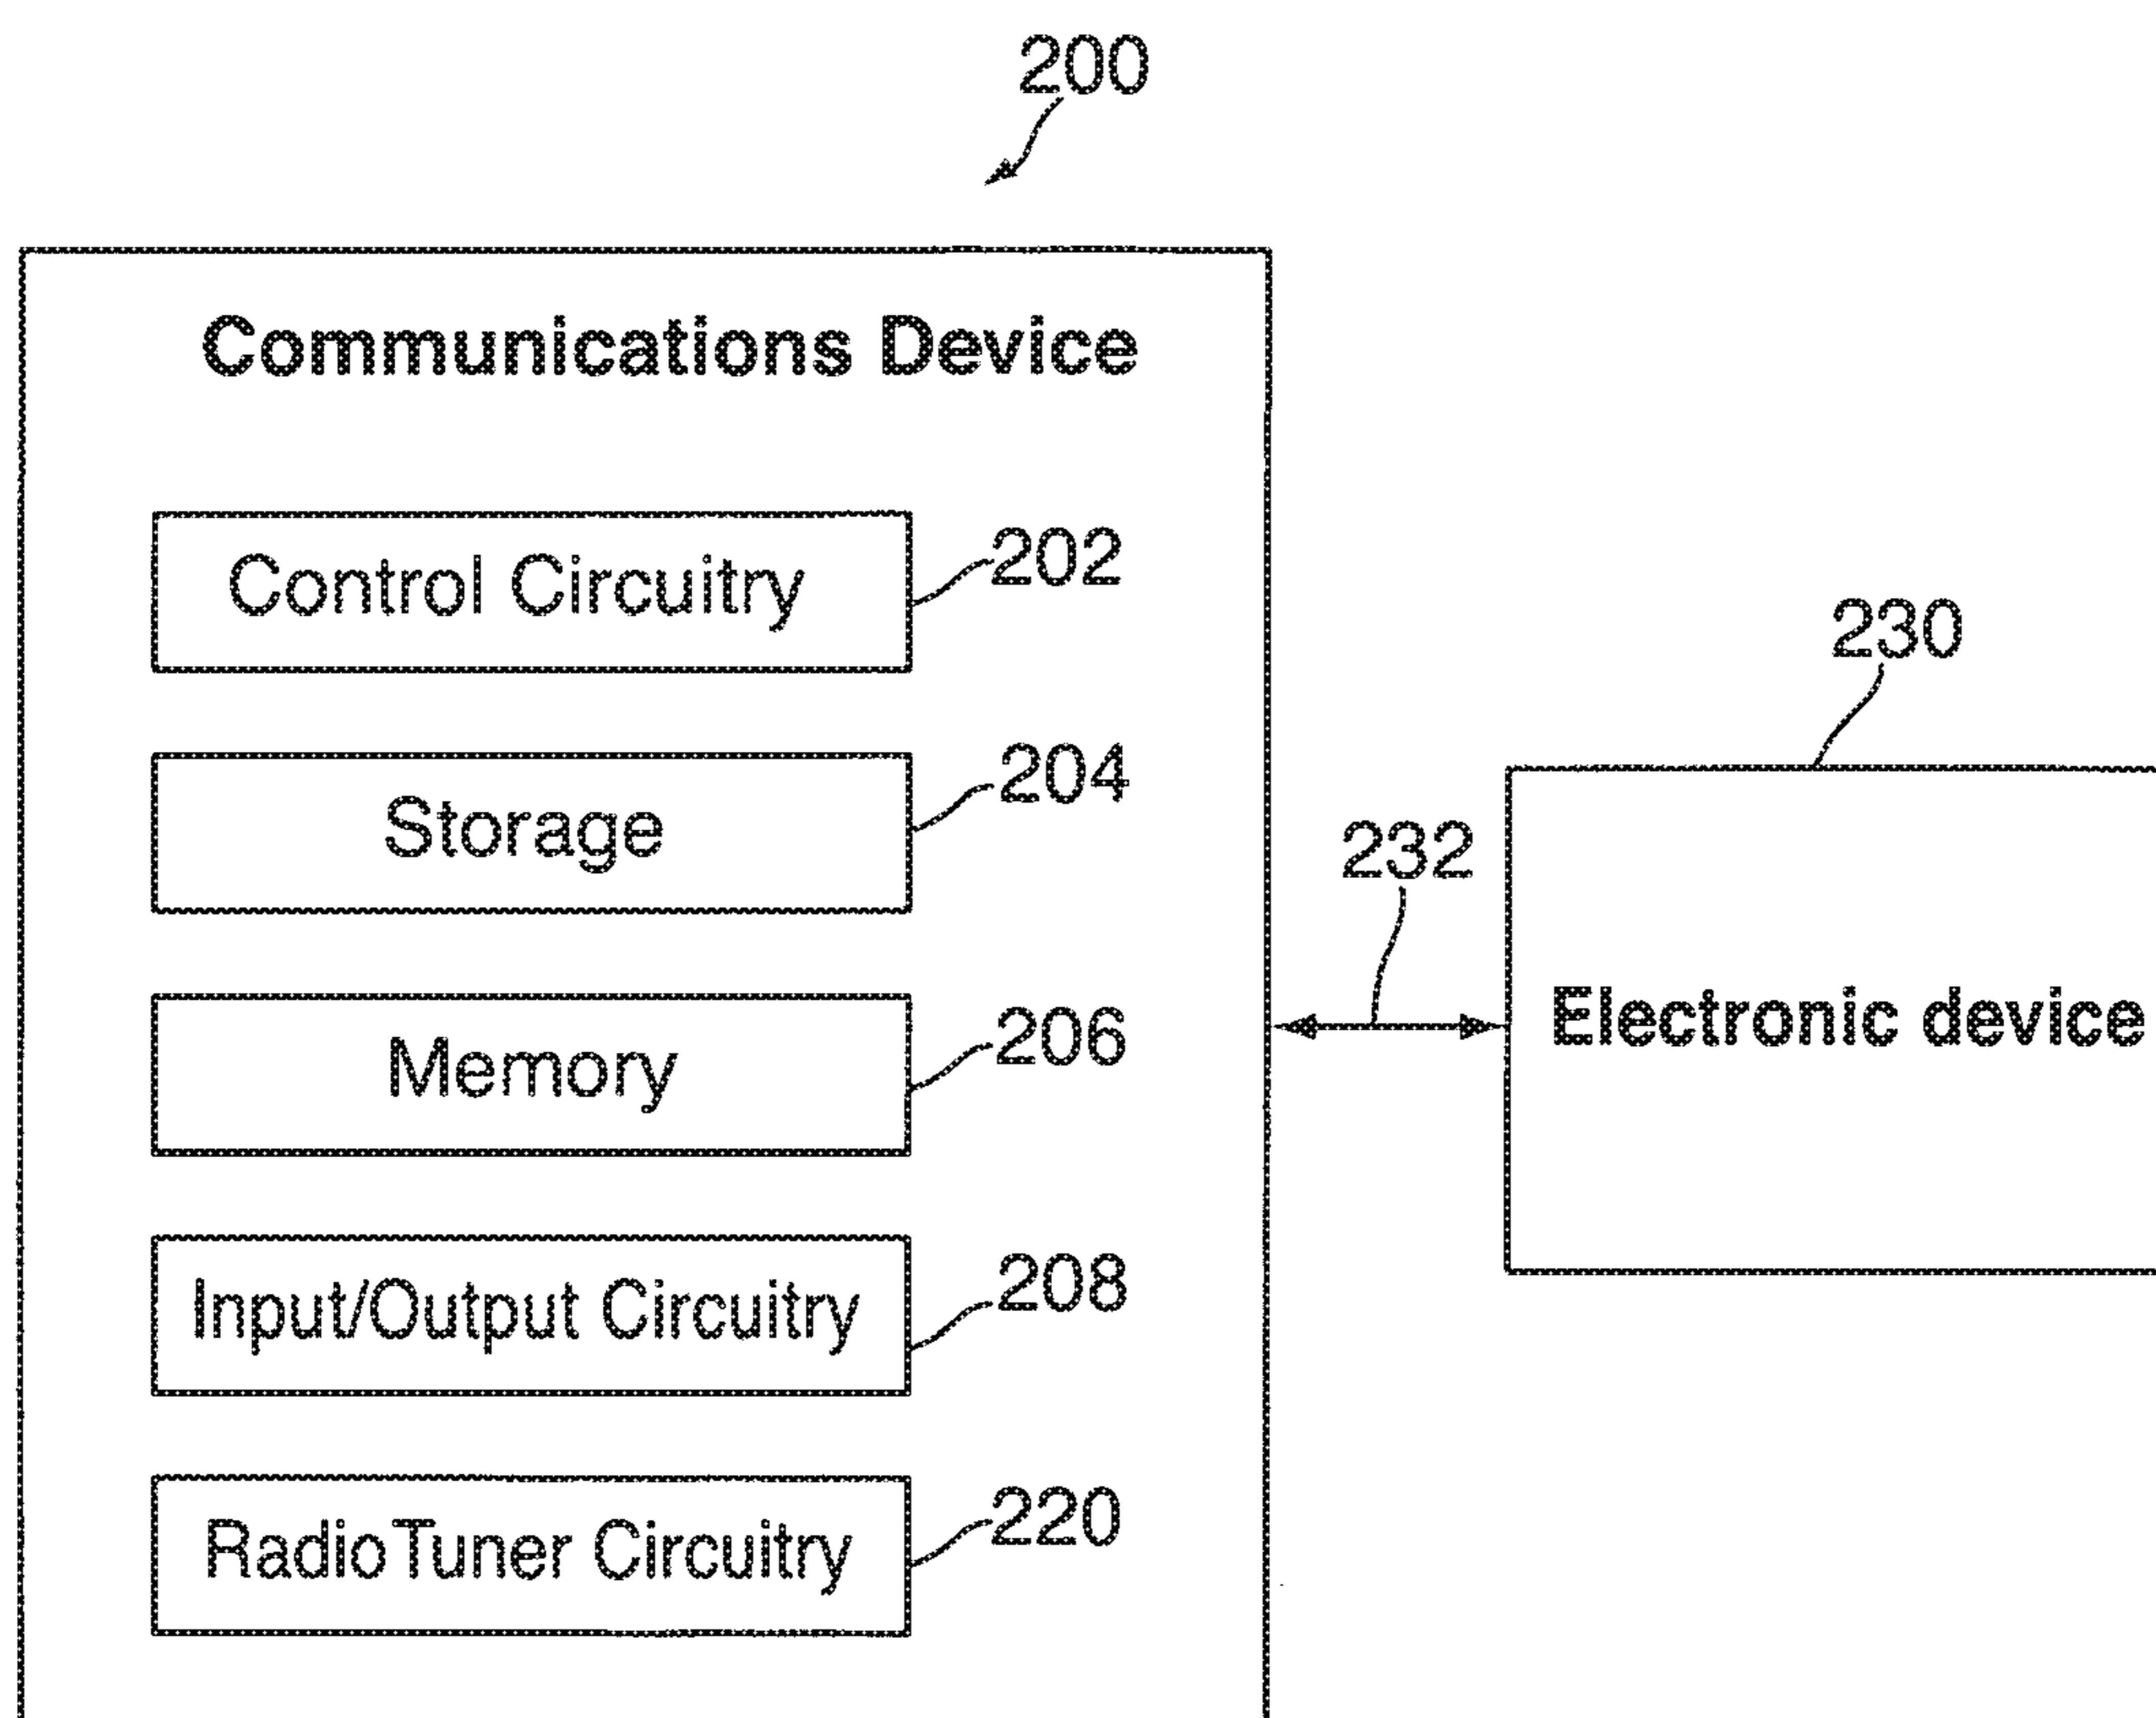 200
Communications Device
Control Circuitry
202
Storage
204
Memory
206
Input/Output Circuitry
208
RadioTuner Circuitry
220
230
232
Electronic device